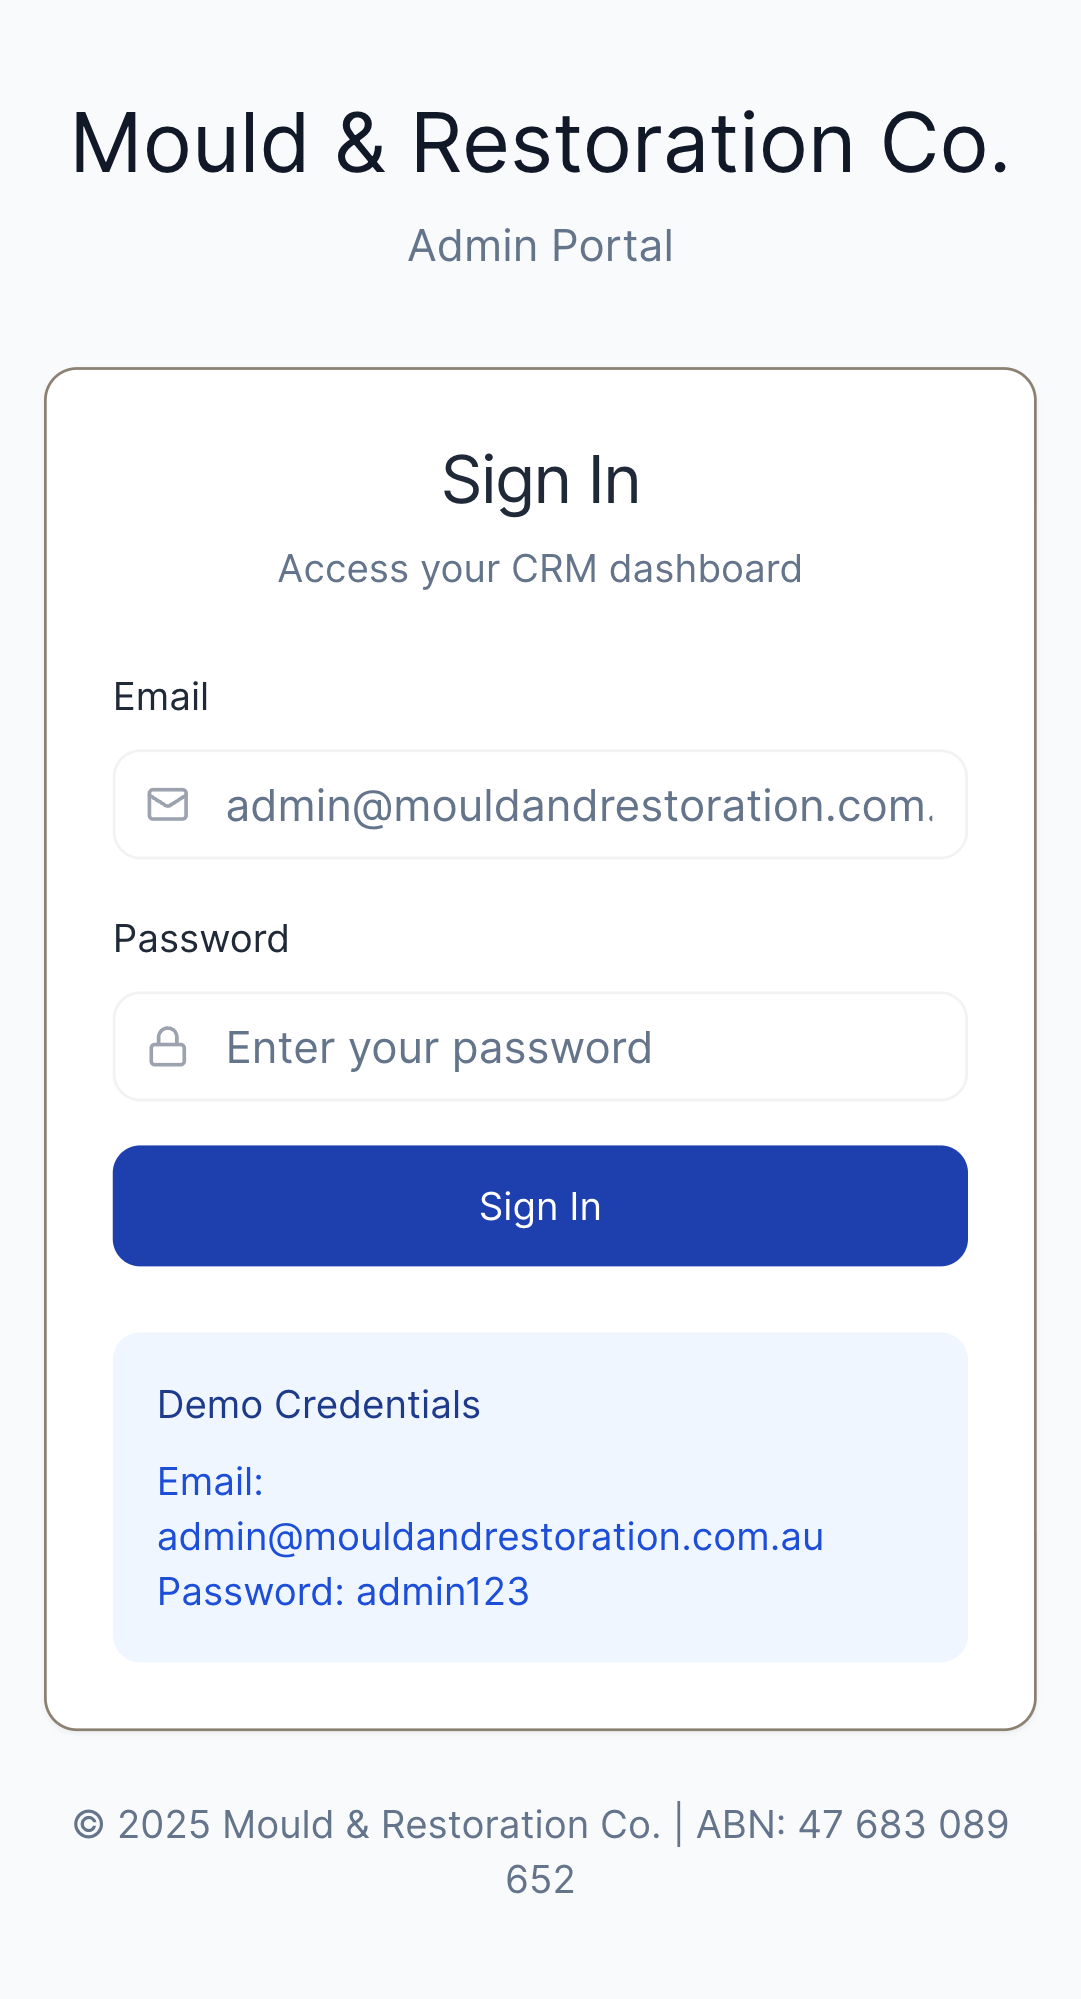 Mould & Restoration Co.
Admin Portal
Sign In
Access your CRM dashboard
Email
admin@mouldandrestoration.com.
Password
Enter your password
Sign In
Demo Credentials
Email:
admin@mouldandrestoration.com.au
Password: admin123
© 2025 Mould & Restoration Co. | ABN: 47 683 089
652